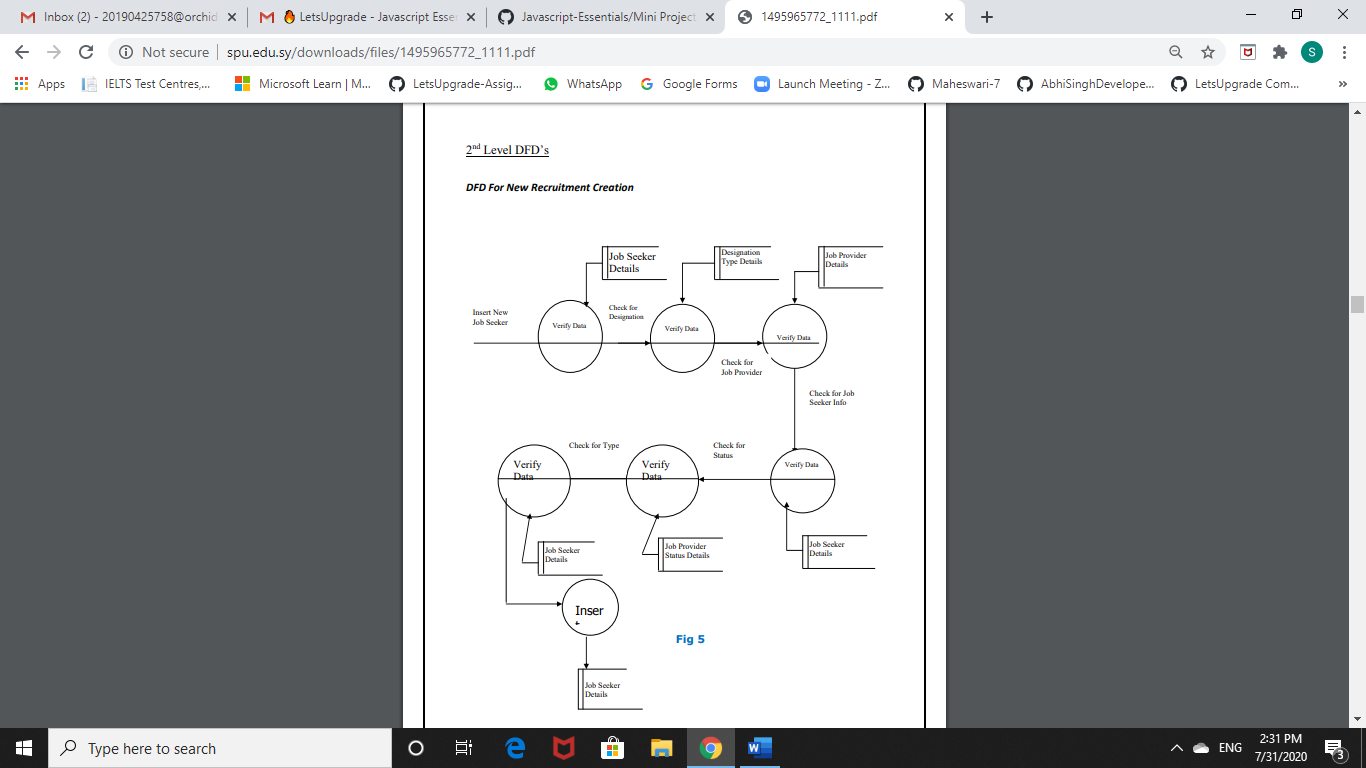 Inbox (2) - 20190425758@orchid
LetsUpgrade - Javascript Esser
Javascript-Essentials/Mini Project
1495965772_1111.pdf
Not secure | spu.edu.sy/downloads/files/1495965772_1111.pdf
S
Apps
IELTS Test Centres,...
Microsoft Learn | M...
LetsUpgrade-Assig...
WhatsApp
Google Forms
Launch Meeting - Z...
Maheswari-7
AbhiSinghDevelope...
LetsUpgrade Com...
»
2nd Level DFD's
DFD For New Recruitment Creation
Job Seeker
Details
Designation
Type Details
Job Provider
Details
Insert New
Job Seeker
Verify Data
Check for
Designation
Verify Data
Check for
Job Provider
Verify Data
Check for Job
Seeker Info
Verify
Data
Check for Type
Verify
Data
Check for
Status
Verify Data
Job Seeker
Details
Job Provider
Status Details
Job Seeker
Details
Inser
Fig 5
Job Seeker
Details
Type here to search
ENG
2:31 PM
7/31/2020
3